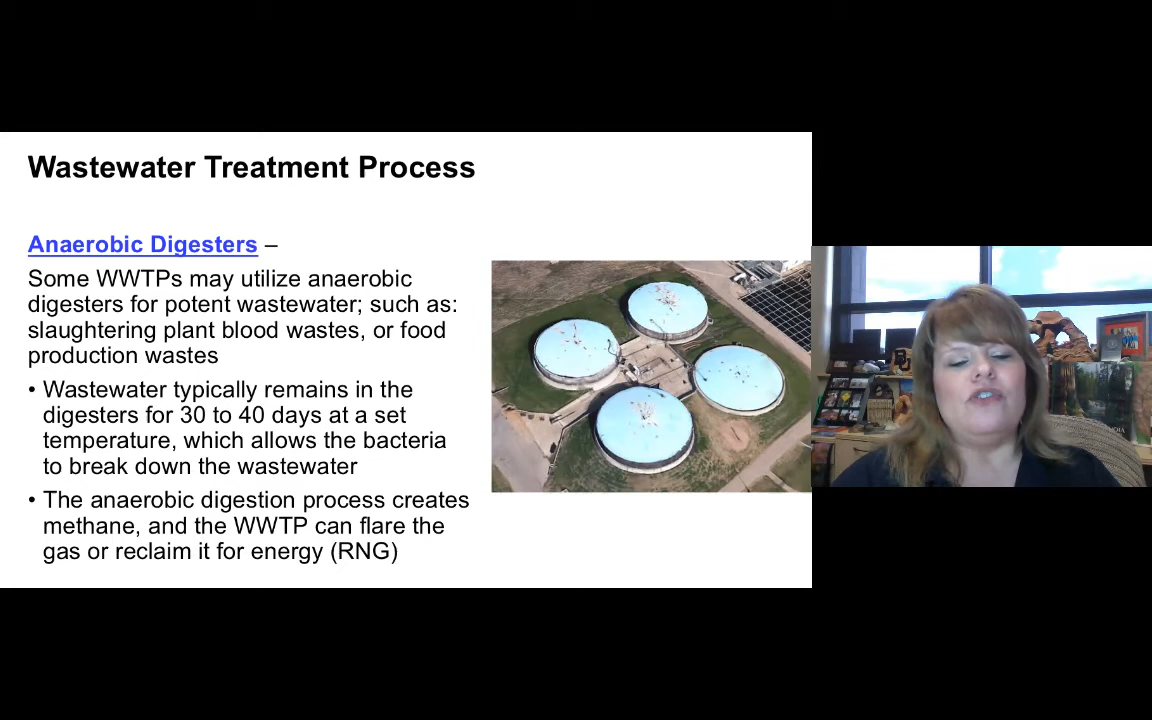 Wastewater Treatment Process
Anaerobic Digesters –
Some WWTPs may utilize anaerobic
digesters for potent wastewater; such as:
slaughtering plant blood wastes, or food
production wastes
• Wastewater typically remains in the
digesters for 30 to 40 days at a set
temperature, which allows the bacteria
to break down the wastewater
• The anaerobic digestion process creates
methane, and the WWTP can flare the
gas or reclaim it for energy (RNG)